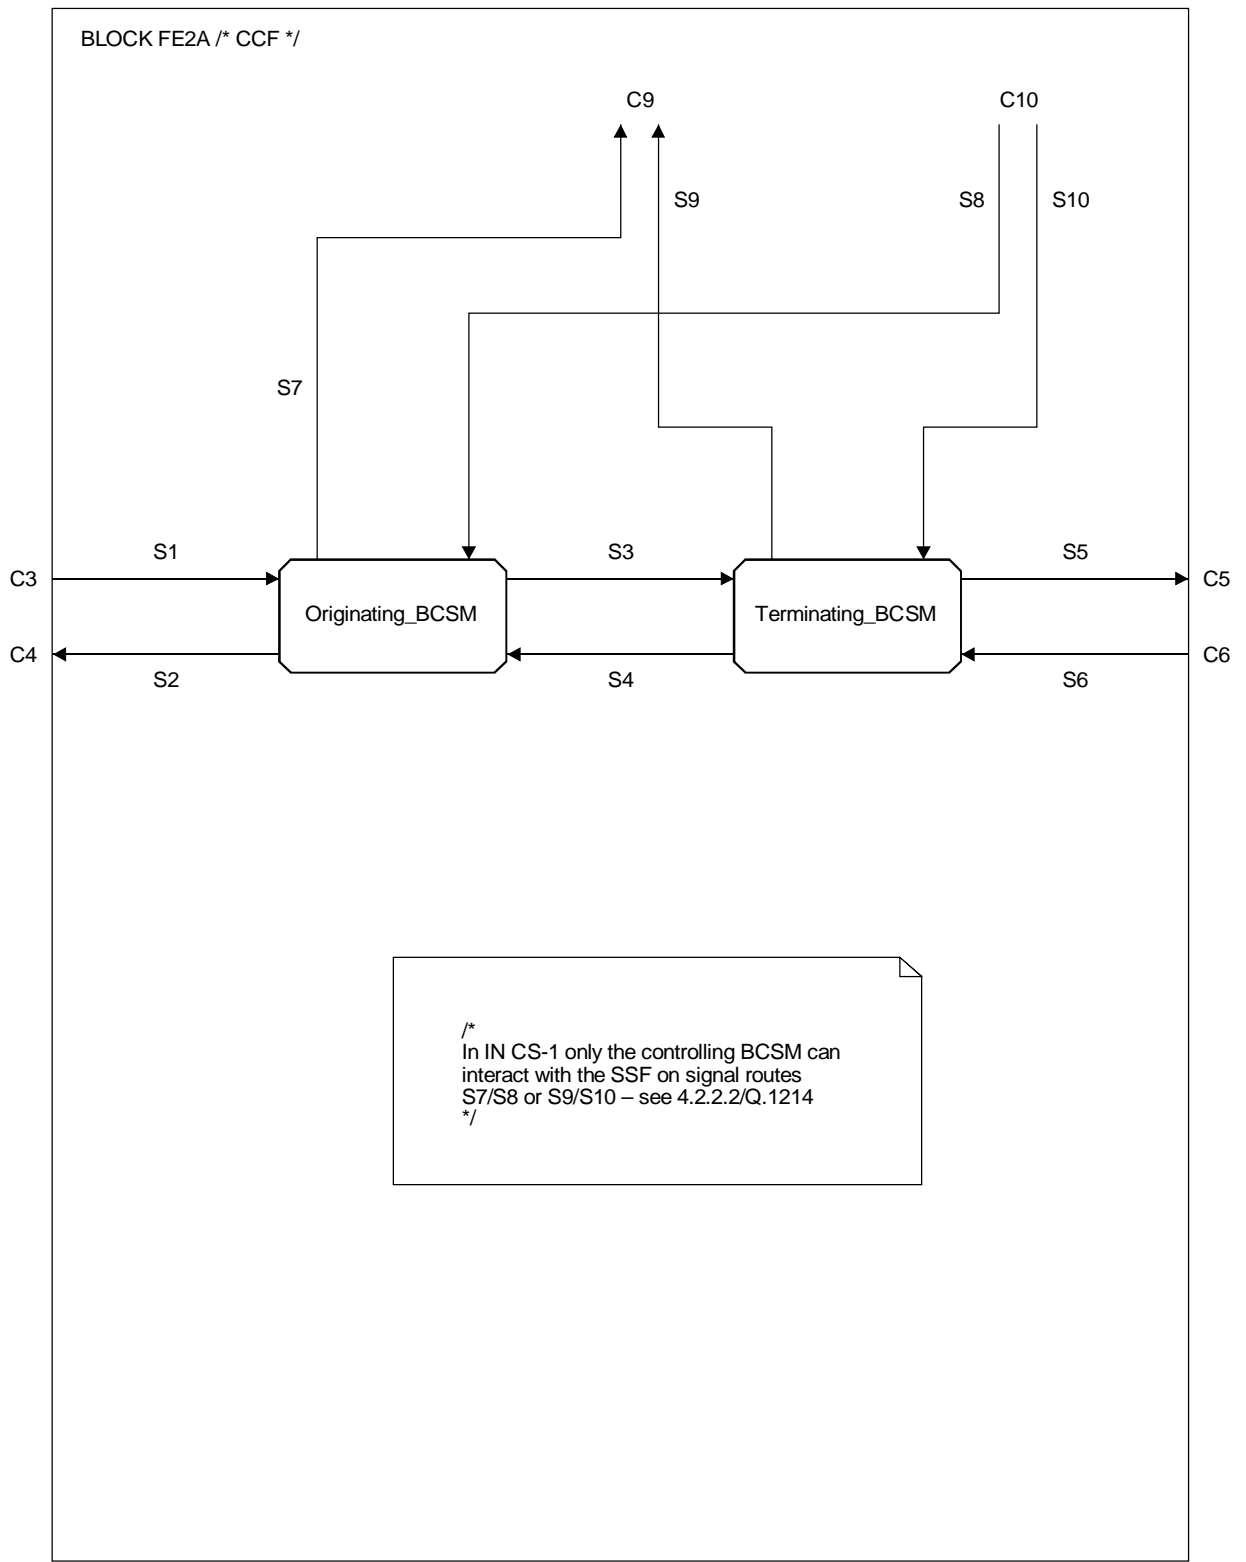 BLOCK FE2A /* CCF */
C9
C10
S9
S8
S10
S7
S1
S3
S5
C3
C5
Originating_BCSM
Terminating_BCSM
C4
C6
S2
S4
S6
/*
In IN CS-1 only the controlling BCSM can
interact with the SSF on signal routes
S7/S8 or S9/S10 – see 4.2.2.2/Q.1214
*/